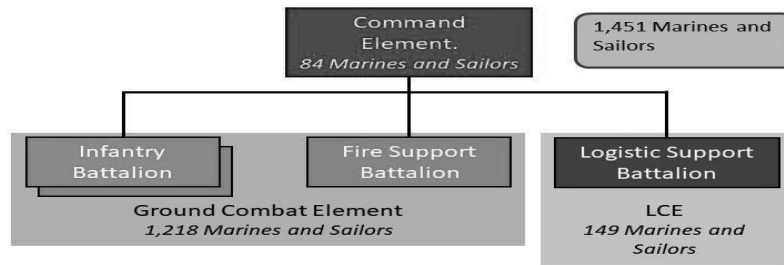 Command
Element.
84 Marines and Sailors
1,451 Marines and
Sailors
Infantry
Battalion
Fire Support
Battalion
Logistic Support
Battalion
Ground Combat Element
1,218 Marines and Sailors
LCE
149 Marines and
Sailors